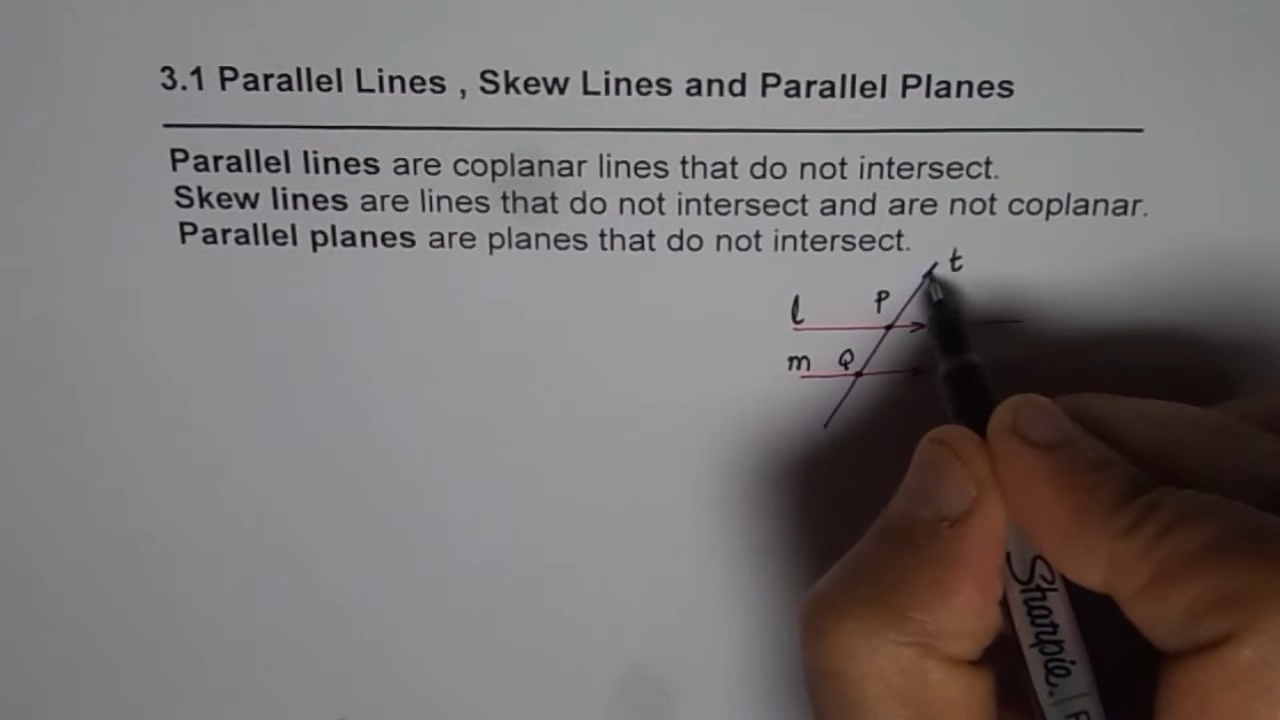 3.1 Parallel Lines , Skew Lines and Parallel Planes
Parallel lines are coplanar lines that do not intersect.
Skew lines are lines that do not intersect and are not coplanar.
Parallel planes are planes that do not intersect.
t
l P
m Q
Sharpie.